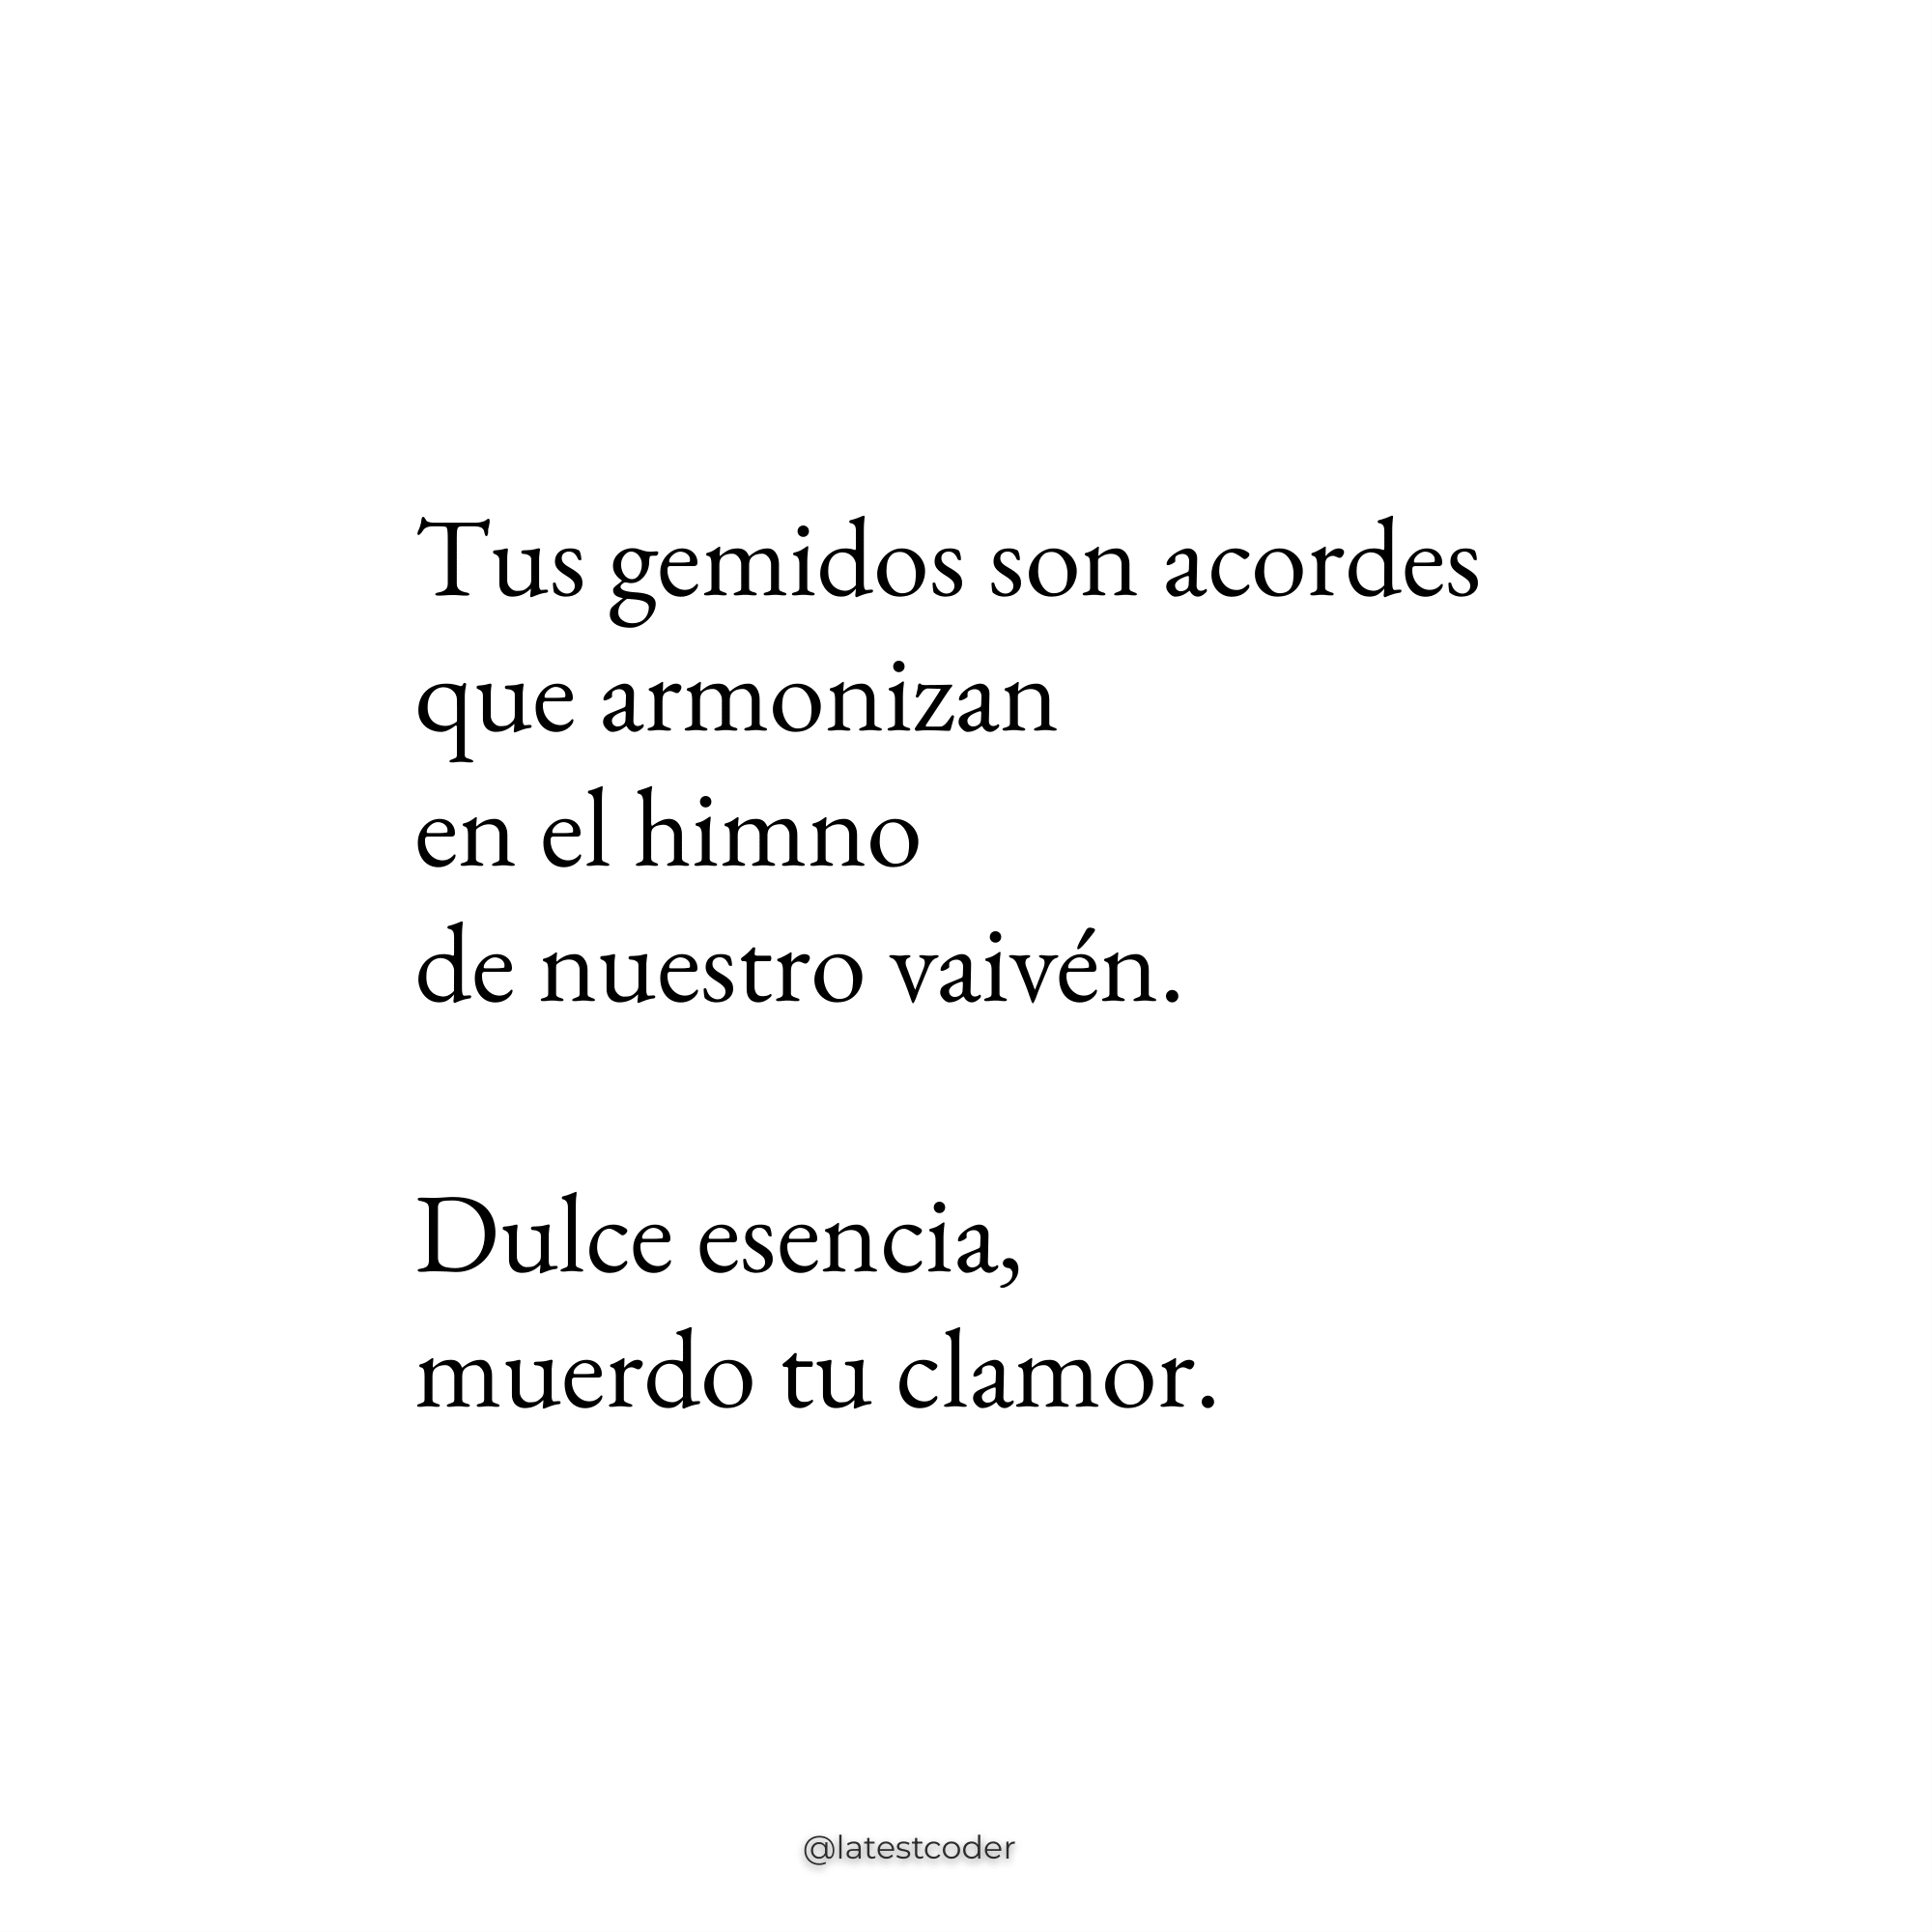 Tus gemidos son acordes
que armonizan
en el himno
de nuestro vaivén.
Dulce esencia,
muerdo tu clamor.
@latestcoder